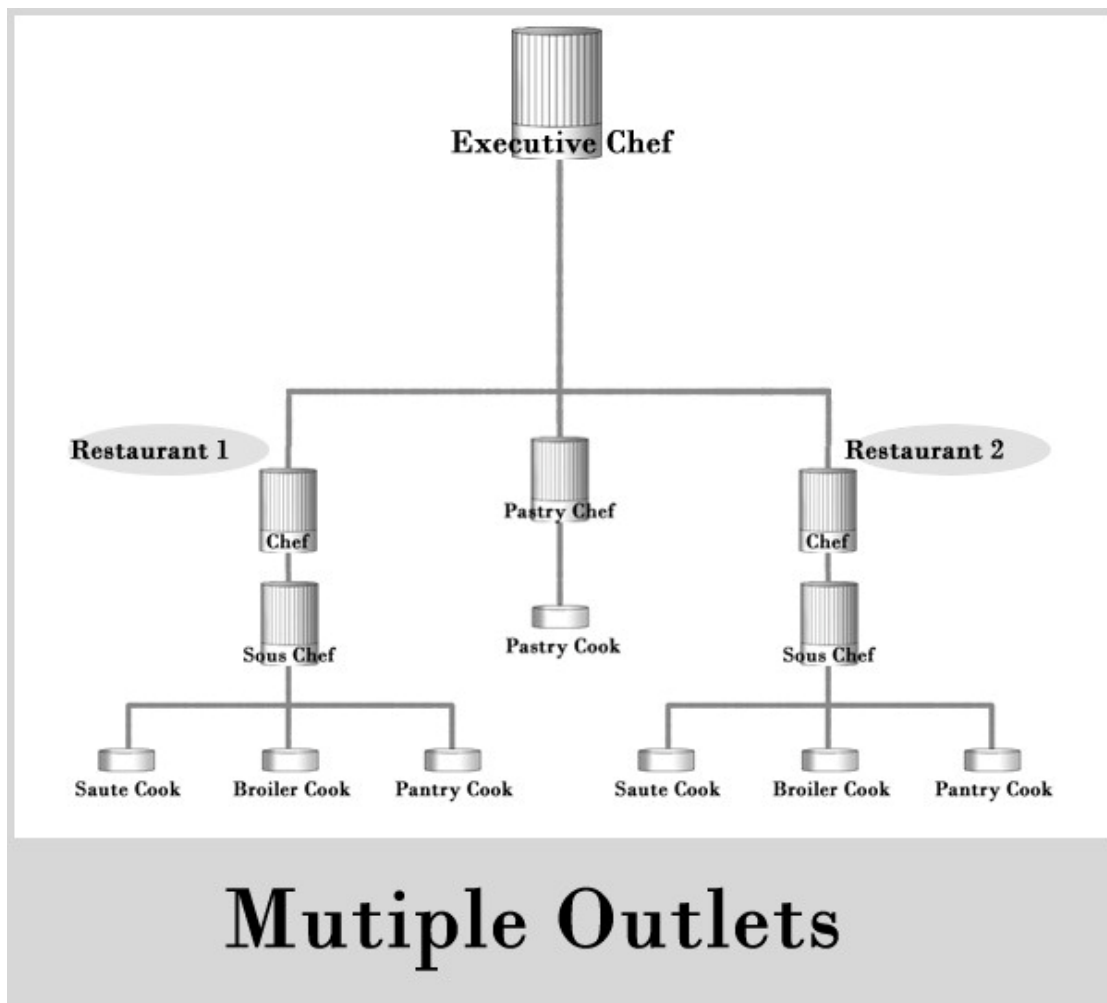 Executive Chef
Restaurant 1
Restaurant 2
Pastry Chef
Chef
Chef
Pastry Cook
Sous Chef
Sous Chef
Saute Cook
Broiler Cook
Pantry Cook
Saute Cook
Broiler Cook
Pantry Cook
Mutiple Outlets